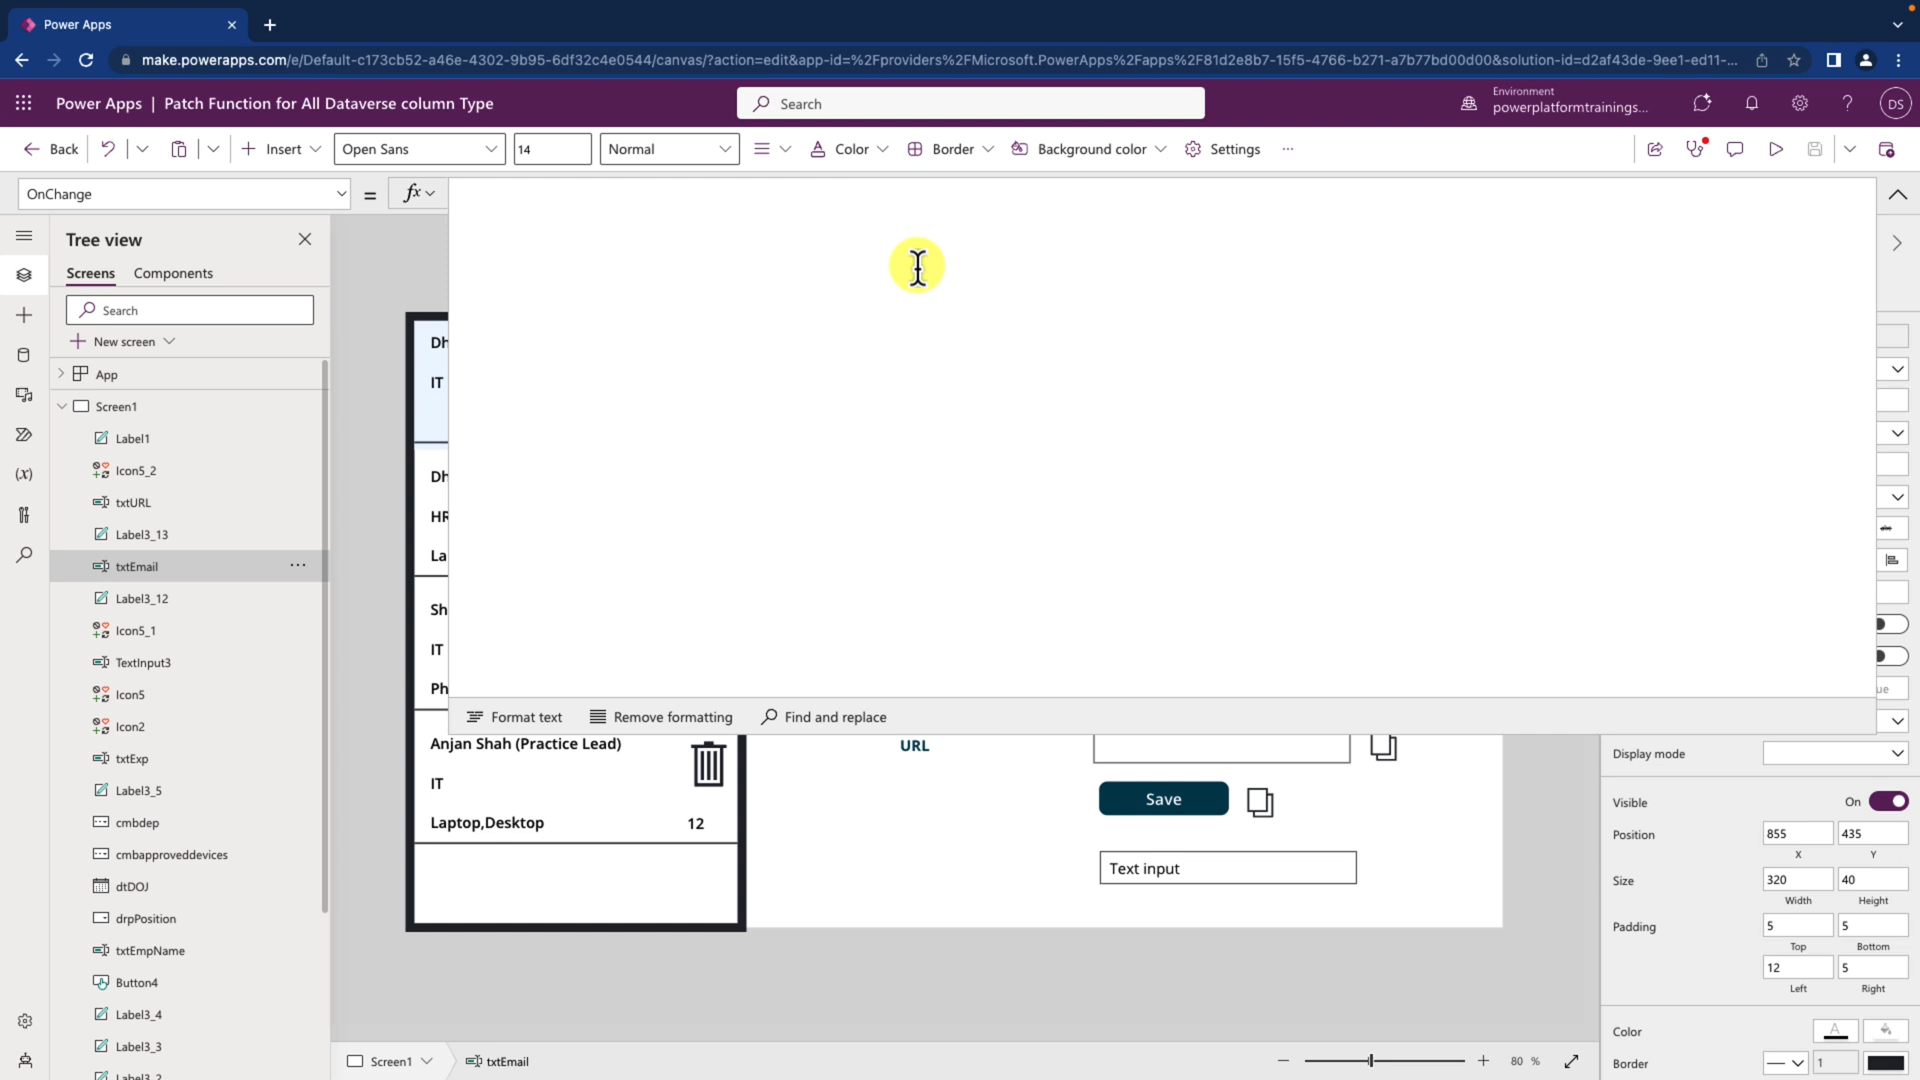 Power Apps
make.powerapps.com/e/Default-c173cb52-a46e-4302-9b95-6df32c4e0544/canvas/?action=edit&app-id=%2Fproviders%2FMicrosoft.PowerApps%2Fapps%2F81d2e8b7-15f5-4766-b271-a7b77bd00d00&solution-id=d2af43de-9ee1-ed11-...
Power Apps | Patch Function for All Dataverse column Type
Search
Environment
powerplatformtrainings...
DS
Back
Insert
Open Sans
14
Normal
Color
Border
Background color
Settings
OnChange
=
fx
Tree view
Screens
Components
Search
New screen
App
Screen1
Label1
Icon5_2
txtURL
Label3_13
txtEmail
Label3_12
Icon5_1
TextInput3
Icon5
Icon2
txtExp
Label3_5
cmbdep
cmbapproveddevices
dtDOJ
drpPosition
txtEmpName
Button4
Label3_4
Label3_3
Label3_2
Dh
IT
Dh
HR
La
Sh
IT
Ph
Format text
Remove formatting
Find and replace
Anjan Shah (Practice Lead)
IT
Laptop,Desktop
12
URL
Save
Text input
abc
ue
Display mode
Visible
On
Position
855
435
X
Y
Size
320
40
Width
Height
Padding
5
5
Top
Bottom
12
5
Left
Right
Color
A
Border
1
Screen1
txtEmail
80 %